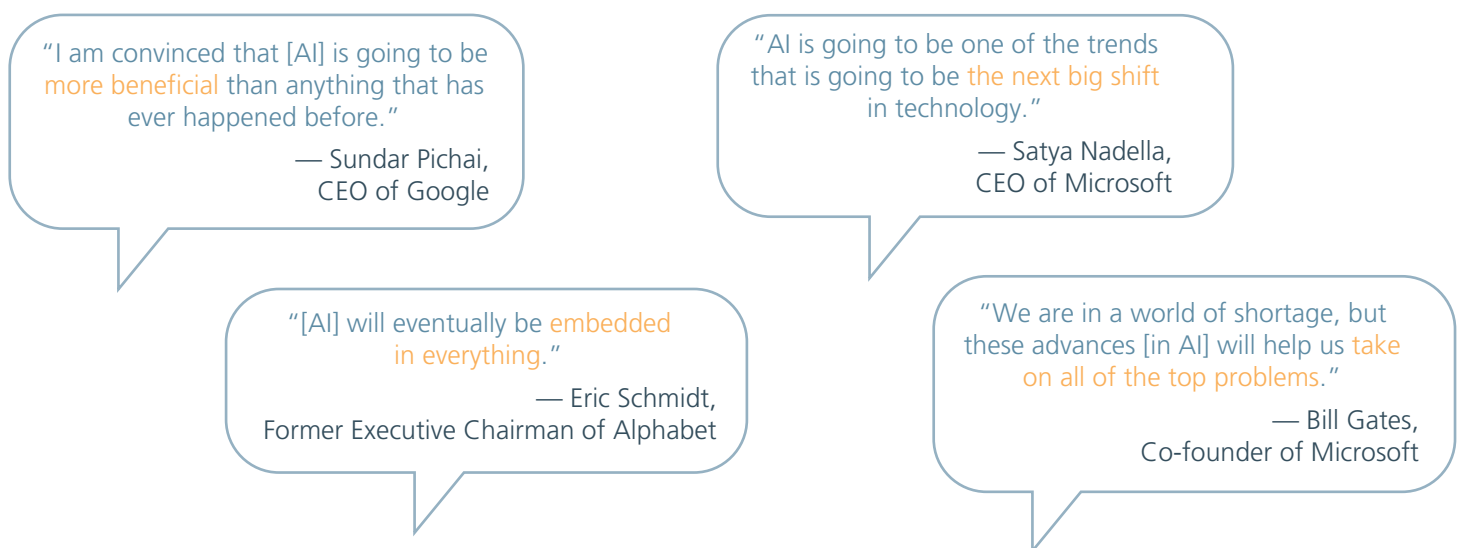 “I am convinced that [AI] is going to be
more beneficial than anything that has
ever happened before.”
— Sundar Pichai,
CEO of Google
“AI is going to be one of the trends
that is going to be the next big shift
in technology.”
— Satya Nadella,
CEO of Microsoft
“[AI] will eventually be embedded
in everything.”
— Eric Schmidt,
Former Executive Chairman of Alphabet
“We are in a world of shortage, but
these advances [in AI] will help us take
on all of the top problems.”
— Bill Gates,
Co-founder of Microsoft